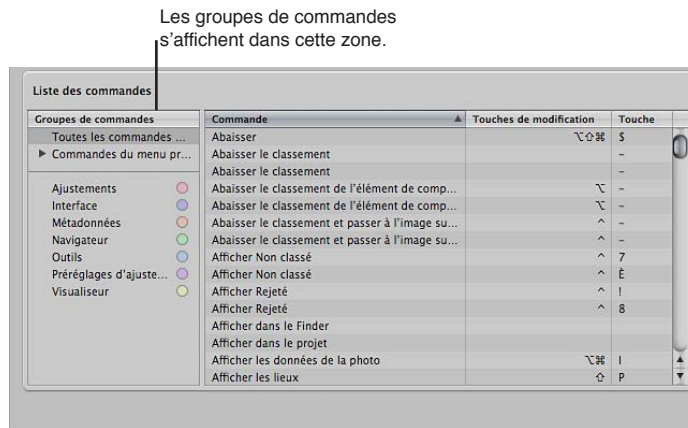 Les groupes de commandes
s'affichent dans cette zone.
Liste des commandes
Groupes de commandes
Toutes les commandes ...
Commandes du menu pr...
Ajustements
Interface
Métadonnées
Navigateur
Outils
Préréglages d'ajuste...
Visualiseur
Commande Touches de modification Touche
Abaisser ⌥⇧⌘ $
Abaisser le classement –
Abaisser le classement –
Abaisser le classement de l'élément de comp... ⌥ –
Abaisser le classement de l'élément de comp... ⌥ –
Abaisser le classement et passer à l'image su... ^ –
Abaisser le classement et passer à l'image su... ^ –
Afficher Non classé ^ 7
Afficher Non classé ^ È
Afficher Rejeté ^ !
Afficher Rejeté ^ 8
Afficher dans le Finder
Afficher dans le projet
Afficher les données de la photo ⌥⌘ I
Afficher les lieux ⇧ P